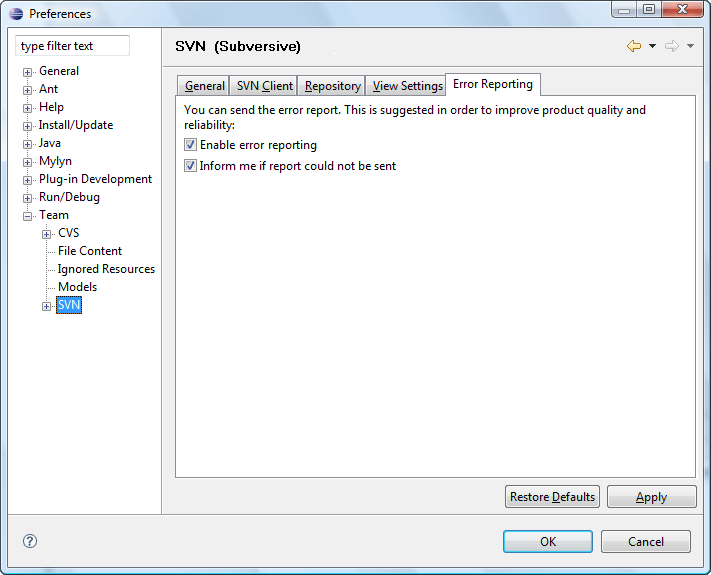 Preferences
type filter text
General
Ant
Help
Install/Update
Java
Mylyn
Plug-in Development
Run/Debug
Team
CVS
File Content
Ignored Resources
Models
SVN
SVN (Subversive)
General SVN Client Repository View Settings Error Reporting
You can send the error report. This is suggested in order to improve product quality and
reliability:
Enable error reporting
Inform me if report could not be sent
Restore Defaults Apply
? OK Cancel